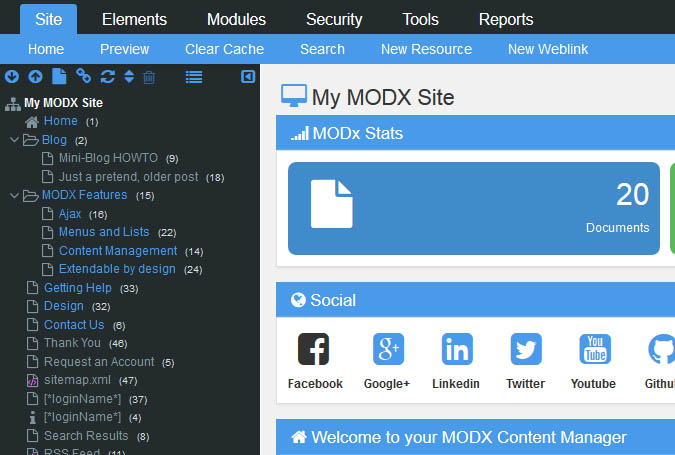 Site Elements Modules Security Tools Reports
Home Preview Clear Cache Search New Resource New Weblink
My MODX Site
Home (1)
Blog (2)
Mini-Blog HOWTO (9)
Just a pretend, older post (18)
MODX Features (15)
Ajax (16)
Menus and Lists (22)
Content Management (14)
Extendable by design (24)
Getting Help (33)
Design (32)
Contact Us (6)
Thank You (46)
Request an Account (5)
sitemap.xml (47)
[*loginName*] (37)
[*loginName*] (4)
Search Results (8)
RSS Feed (11)
My MODX Site
MODx Stats
20
Documents
Social
Facebook Google+ Linkedin Twitter Youtube Githu
Welcome to your MODX Content Manager